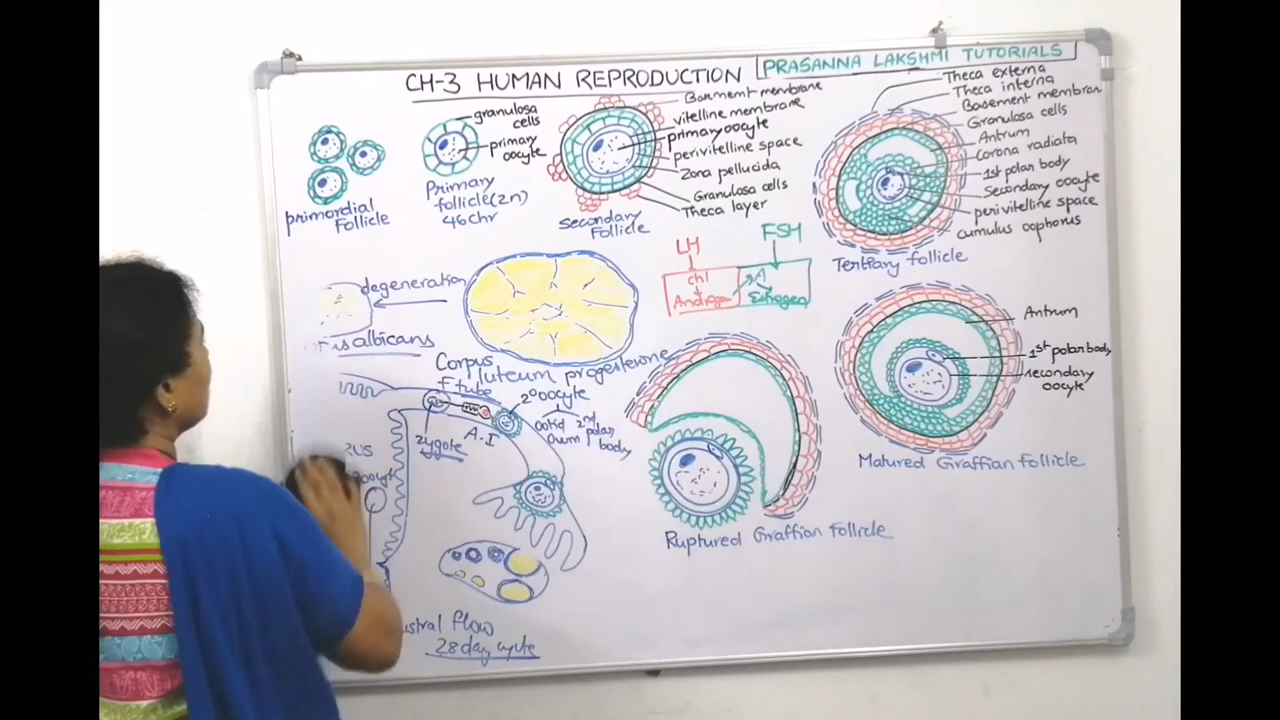 CH-3 HUMAN REPRODUCTION
PRASANNA LAKSHMI TUTORIALS
primordial
Follicle
granulosa
cells
primary
oocyte
Primary
follicle(2n)
46chr
Basement membrane
vitelline membrane
primary oocyte
perivitelline space
Zona pellucida
Granulosa cells
Theca layer
Secondary
Follicle
Theca externa
Theca interna
Basement membran
Granulosa cells
Antrum
Corona radiata
1st polar body
Secondary oocyte
perivitelline space
cumulus oophorus
Tertiary follicle
LH
FSH
chl
Androgen
A
Estrogen
degeneration
albicans
Corpus
luteum progesterone
Antrum
1st polar body
secondary
oocyte
Matured Graffian Follicle
F.tube
2° oocyte
zygote
A-I
2nd
polar
body
ovum
Ruptured Graffian follicle
ustral flow
28day cycle